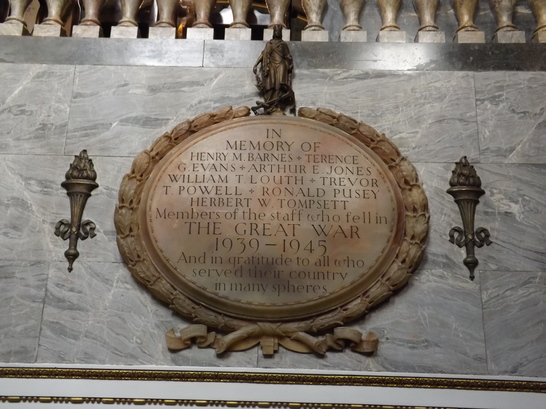 IN
MEMORY OF
HENRY M. BARNES + TERENCE
G. EVANS + ARTHUR E. JONES
WILLIAM T. LOUTH + TREVOR
T. POWELL + RONALD PUSEY
HERBERT W. TOMPSETT
Members of the staff who fell in
THE GREAT WAR
1939-1945
And in gratitude to all who
served their country
in many spheres